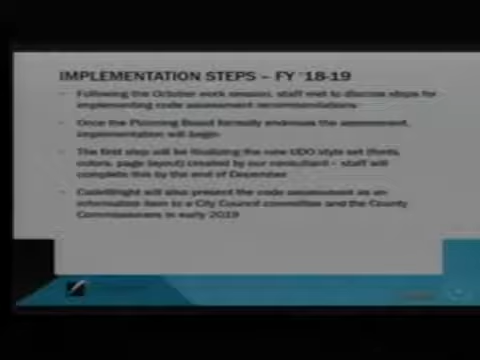 IMPLEMENTATION STEPS – FY '18-19
- Following the October work session, staff met to discuss steps for
implementing code assessment recommendations
- Once the Planning Board formally endorses the assessment,
implementation will begin
- The first step will be finalizing the new UDO style set (fonts,
colors, page layout) created by our consultant – staff will
complete this by the end of December
- CodeWright will also present the code assessment as an
information item to a City Council committee and the County
Commissioners in early 2019